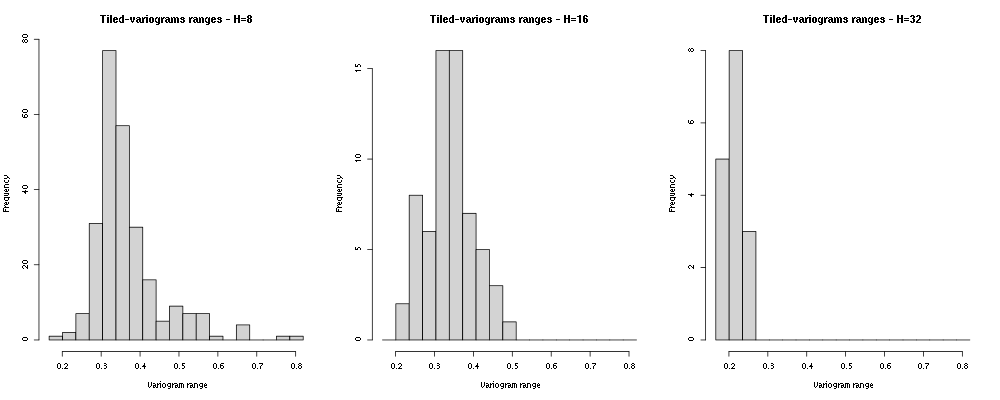 Tiled-variograms ranges - H=8
Tiled-variograms ranges - H=16
Tiled-variograms ranges - H=32
Frequency
0
20
40
60
80
0.2 0.3 0.4 0.5 0.6 0.7 0.8
Variogram range
Frequency
0
5
10
15
0.2 0.3 0.4 0.5 0.6 0.7 0.8
Variogram range
Frequency
0
2
4
6
8
0.2 0.3 0.4 0.5 0.6 0.7 0.8
Variogram range